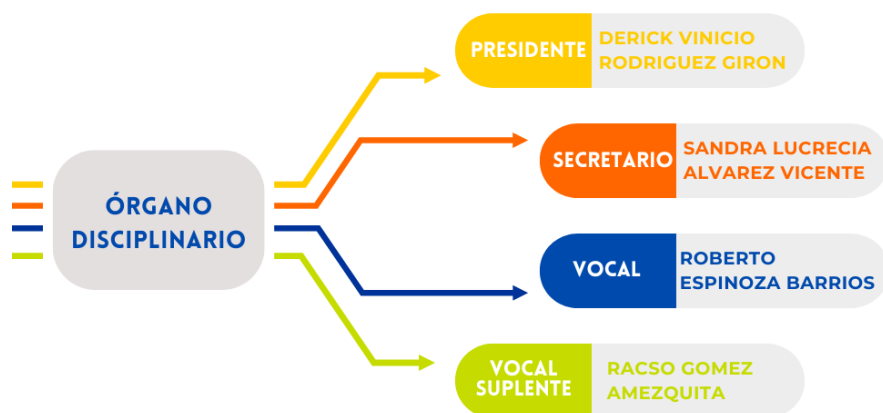 ÓRGANO
DISCIPLINARIO
PRESIDENTE
DERICK VINICIO
RODRIGUEZ GIRON
SECRETARIO
SANDRA LUCRECIA
ALVAREZ VICENTE
VOCAL
ROBERTO
ESPINOZA BARRIOS
VOCAL
SUPLENTE
RACSO GOMEZ
AMEZQUITA